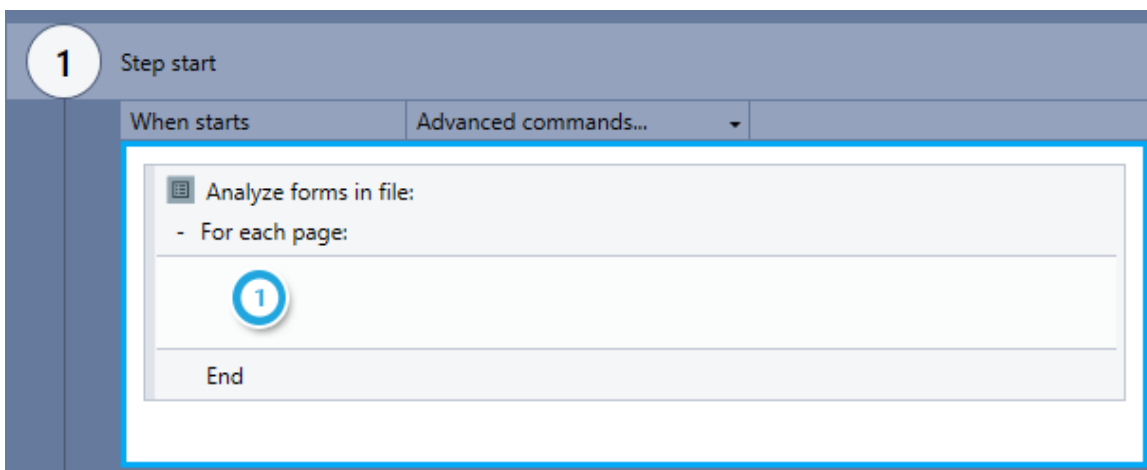 1
Step start
When starts
Advanced commands...
Analyze forms in file:
- For each page:
1
End